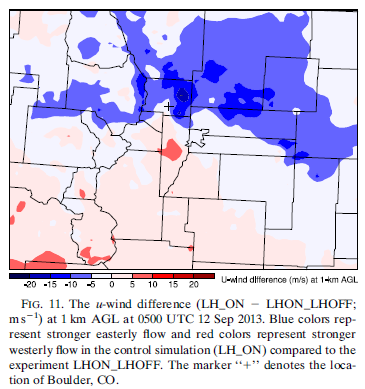 -20 -15 -10 -5 0 5 10 15 20 U-wind difference (m/s) at 1-km AGL
FIG. 11. The u-wind difference (LH_ON − LHON_LHOFF;
m s⁻¹) at 1 km AGL at 0500 UTC 12 Sep 2013. Blue colors rep-
resent stronger easterly flow and red colors represent stronger
westerly flow in the control simulation (LH_ON) compared to the
experiment LHON_LHOFF. The marker ‘‘+’’ denotes the loca-
tion of Boulder, CO.